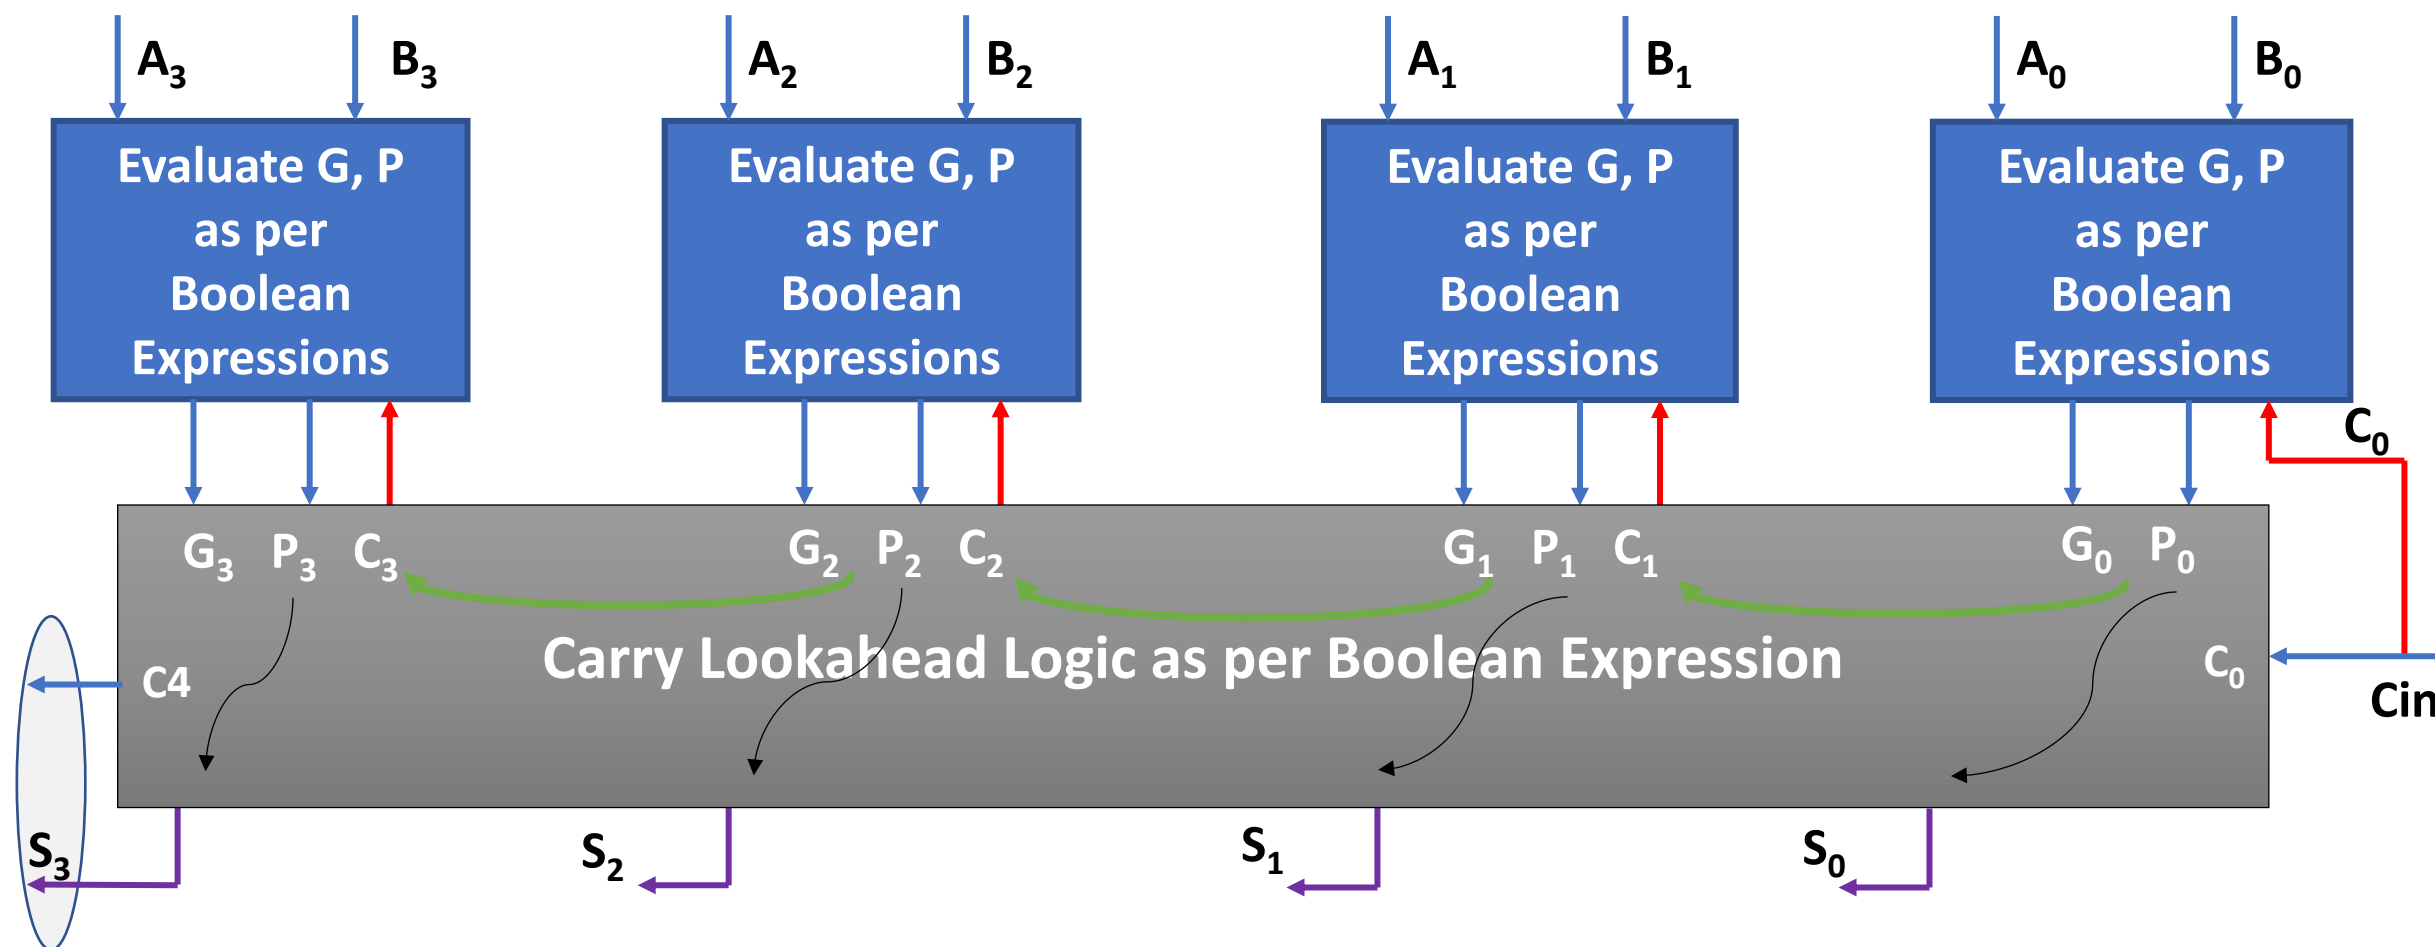 A₃ B₃ A₂ B₂ A₁ B₁ A₀ B₀
Evaluate G, P
as per
Boolean
Expressions
Evaluate G, P
as per
Boolean
Expressions
Evaluate G, P
as per
Boolean
Expressions
Evaluate G, P
as per
Boolean
Expressions
C₀
G₃ P₃ C₃ G₂ P₂ C₂ G₁ P₁ C₁ G₀ P₀
Carry Lookahead Logic as per Boolean Expression
C4
C₀
Cin
S₃ S₂ S₁ S₀